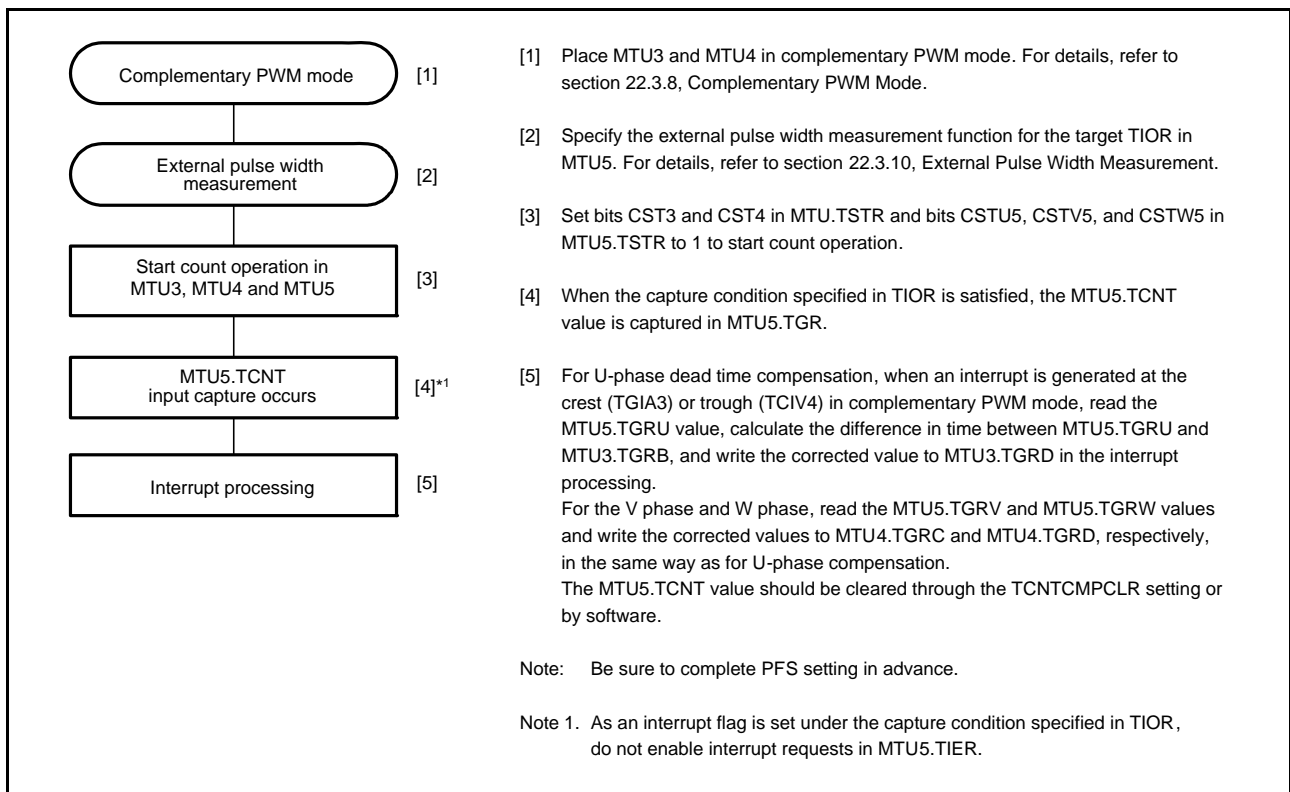 Complementary PWM mode [1]
External pulse width
measurement [2]
Start count operation in
MTU3, MTU4 and MTU5 [3]
MTU5.TCNT
input capture occurs [4]*1
Interrupt processing [5]
[1] Place MTU3 and MTU4 in complementary PWM mode. For details, refer to
section 22.3.8, Complementary PWM Mode.
[2] Specify the external pulse width measurement function for the target TIOR in
MTU5. For details, refer to section 22.3.10, External Pulse Width Measurement.
[3] Set bits CST3 and CST4 in MTU.TSTR and bits CSTU5, CSTV5, and CSTW5 in
MTU5.TSTR to 1 to start count operation.
[4] When the capture condition specified in TIOR is satisfied, the MTU5.TCNT
value is captured in MTU5.TGR.
[5] For U-phase dead time compensation, when an interrupt is generated at the
crest (TGIA3) or trough (TCIV4) in complementary PWM mode, read the
MTU5.TGRU value, calculate the difference in time between MTU5.TGRU and
MTU3.TGRB, and write the corrected value to MTU3.TGRD in the interrupt
processing.
For the V phase and W phase, read the MTU5.TGRV and MTU5.TGRW values
and write the corrected values to MTU4.TGRC and MTU4.TGRD, respectively,
in the same way as for U-phase compensation.
The MTU5.TCNT value should be cleared through the TCNTCMPCLR setting or
by software.
Note: Be sure to complete PFS setting in advance.
Note 1. As an interrupt flag is set under the capture condition specified in TIOR,
do not enable interrupt requests in MTU5.TIER.